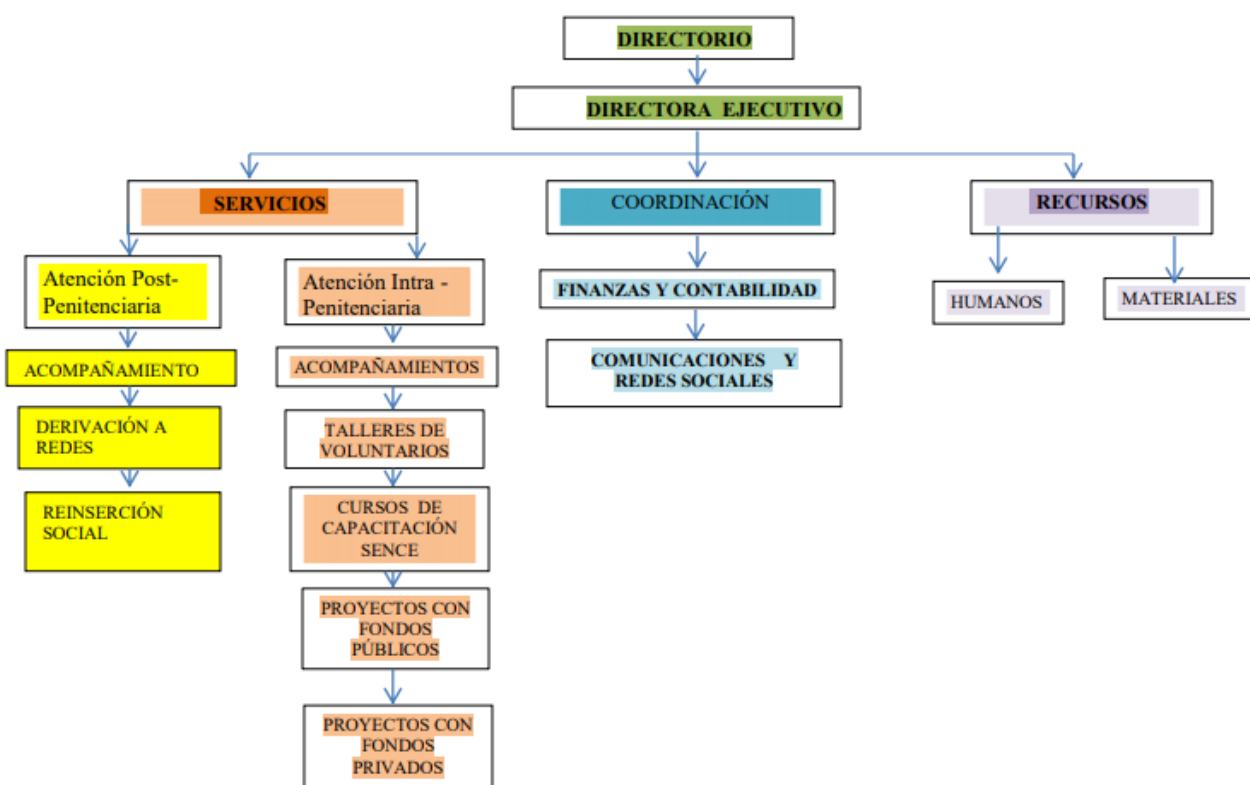 DIRECTORIO
DIRECTORA EJECUTIVO
SERVICIOS
COORDINACIÓN
RECURSOS
Atención Post-
Penitenciaria
Atención Intra -
Penitenciaria
FINANZAS Y CONTABILIDAD
HUMANOS
MATERIALES
ACOMPAÑAMIENTO
ACOMPAÑAMIENTOS
COMUNICACIONES Y
REDES SOCIALES
DERIVACIÓN A
REDES
TALLERES DE
VOLUNTARIOS
REINSERCIÓN
SOCIAL
CURSOS DE
CAPACITACIÓN
SENCE
PROYECTOS CON
FONDOS
PÚBLICOS
PROYECTOS CON
FONDOS
PRIVADOS